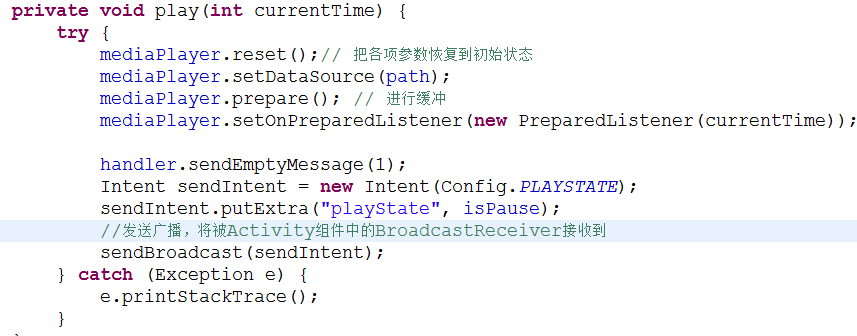 private void play(int currentTime) {
try {
mediaPlayer.reset();// 把各项参数恢复到初始状态
mediaPlayer.setDataSource(path);
mediaPlayer.prepare(); // 进行缓冲
mediaPlayer.setOnPreparedListener(new PreparedListener(currentTime));
handler.sendEmptyMessage(1);
Intent sendIntent = new Intent(Config.PLAYSTATE);
sendIntent.putExtra("playState", isPause);
//发送广播，将被Activity组件中的BroadcastReceiver接收到
sendBroadcast(sendIntent);
} catch (Exception e) {
e.printStackTrace();
}